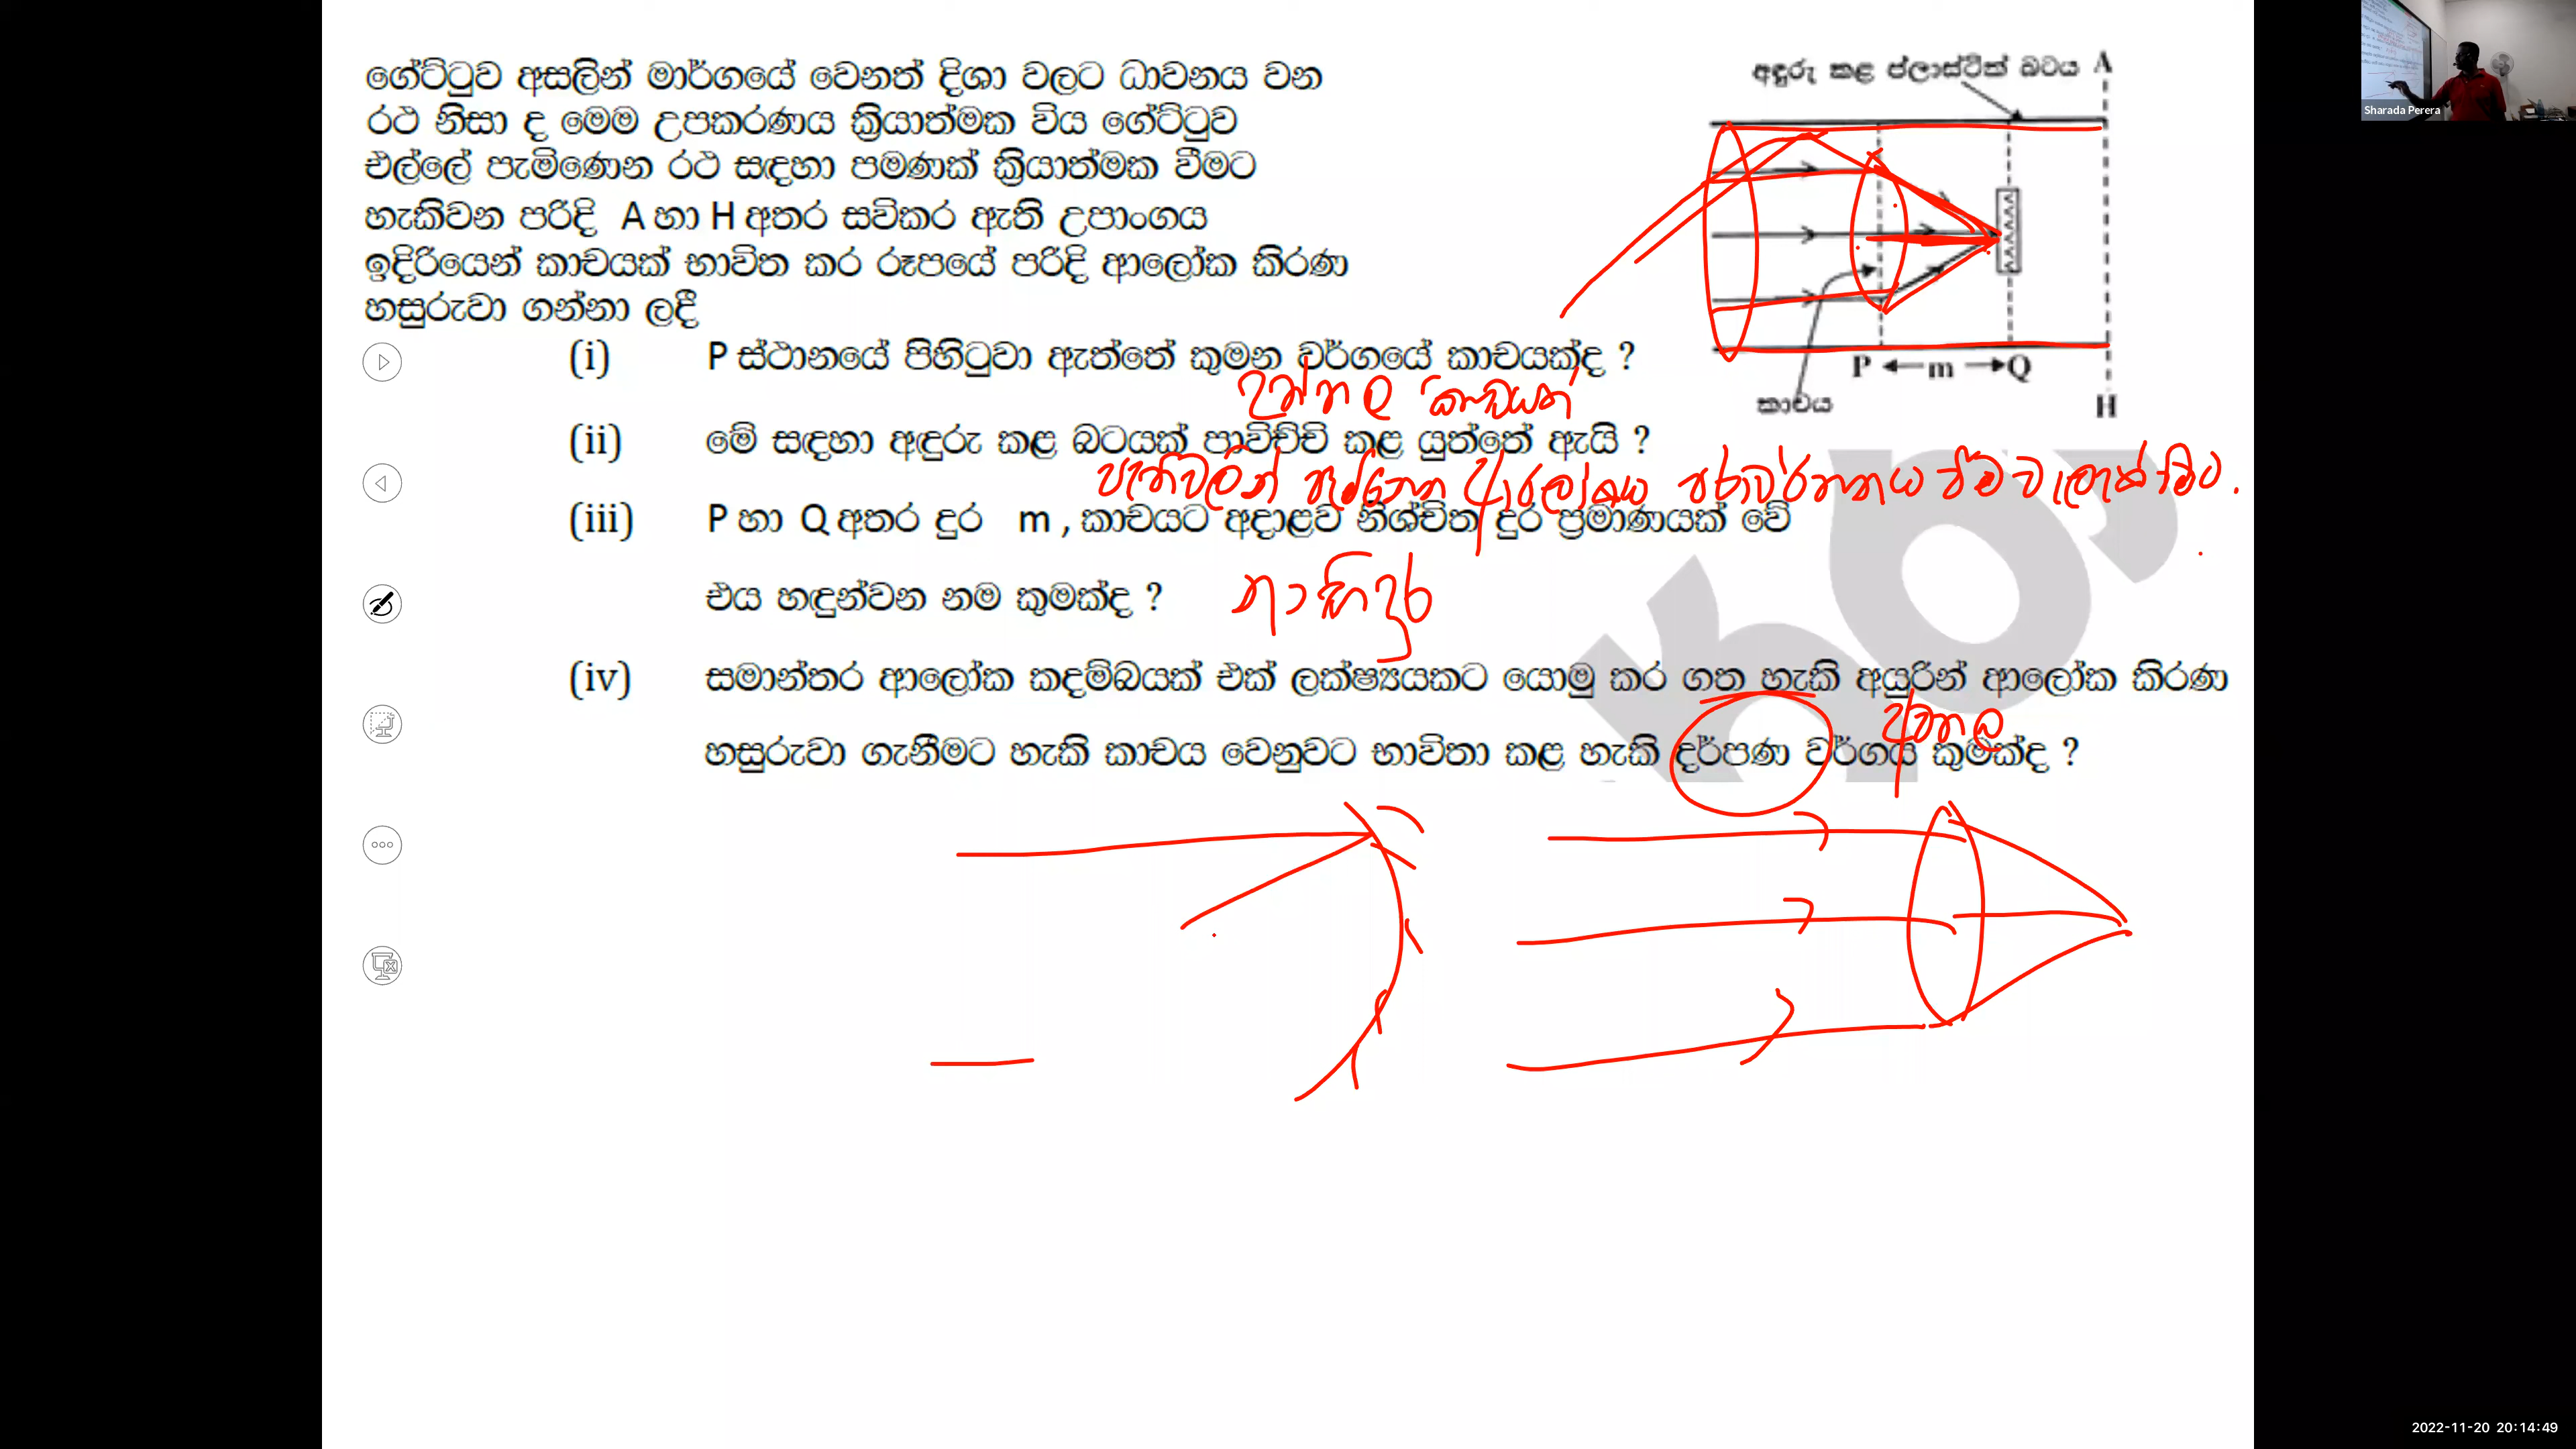 ගේට්ටුව අසලින් මාර්ගයේ වෙනත් දිශා වලට ධාවනය වන
රථ නිසා ද මෙම උපකරණය ක්‍රියාත්මක විය ගේට්ටුව
එල්ලේ පැමිණෙන රථ සඳහා පමණක් ක්‍රියාත්මක වීමට
හැකිවන පරිදි A හා H අතර සවිකර ඇති උපාංගය
ඉදිරියෙන් කාචයක් භාවිත කර රූපයේ පරිදි ආලෝක කිරණ
හසුරුවා ගන්නා ලදී
අඳුරු කළ ප්ලාස්ටික් බටය A
P m Q
කාචය
H
(i) P ස්ථානයේ පිහිටුවා ඇත්තේ කුමන වර්ගයේ කාචයක්ද ?
උත්තල කාචයක්
(ii) මේ සඳහා අඳුරු කළ බටයක් පාවිච්චි කළ යුත්තේ ඇයි ?
පැතිවලින් පැමිනෙන ආලෝකය පරාවර්තනය වීම වැලැක්මට.
(iii) P හා Q අතර දුර m , කාචයට අදාළව නිශ්චිත දුර ප්‍රමාණයක් වේ
එය හඳුන්වන නම කුමක්ද ?
නාභිදුර
(iv) සමාන්තර ආලෝක කදම්බයක් එක් ලක්ෂ්‍යයකට යොමු කර ගත හැකි අයුරින් ආලෝක කිරණ
අවතල
හසුරුවා ගැනීමට හැකි කාචය වෙනුවට භාවිතා කළ හැකි දර්පණ වර්ගය කුමක්ද ?
Sharada Perera
2022-11-20 20:14:49